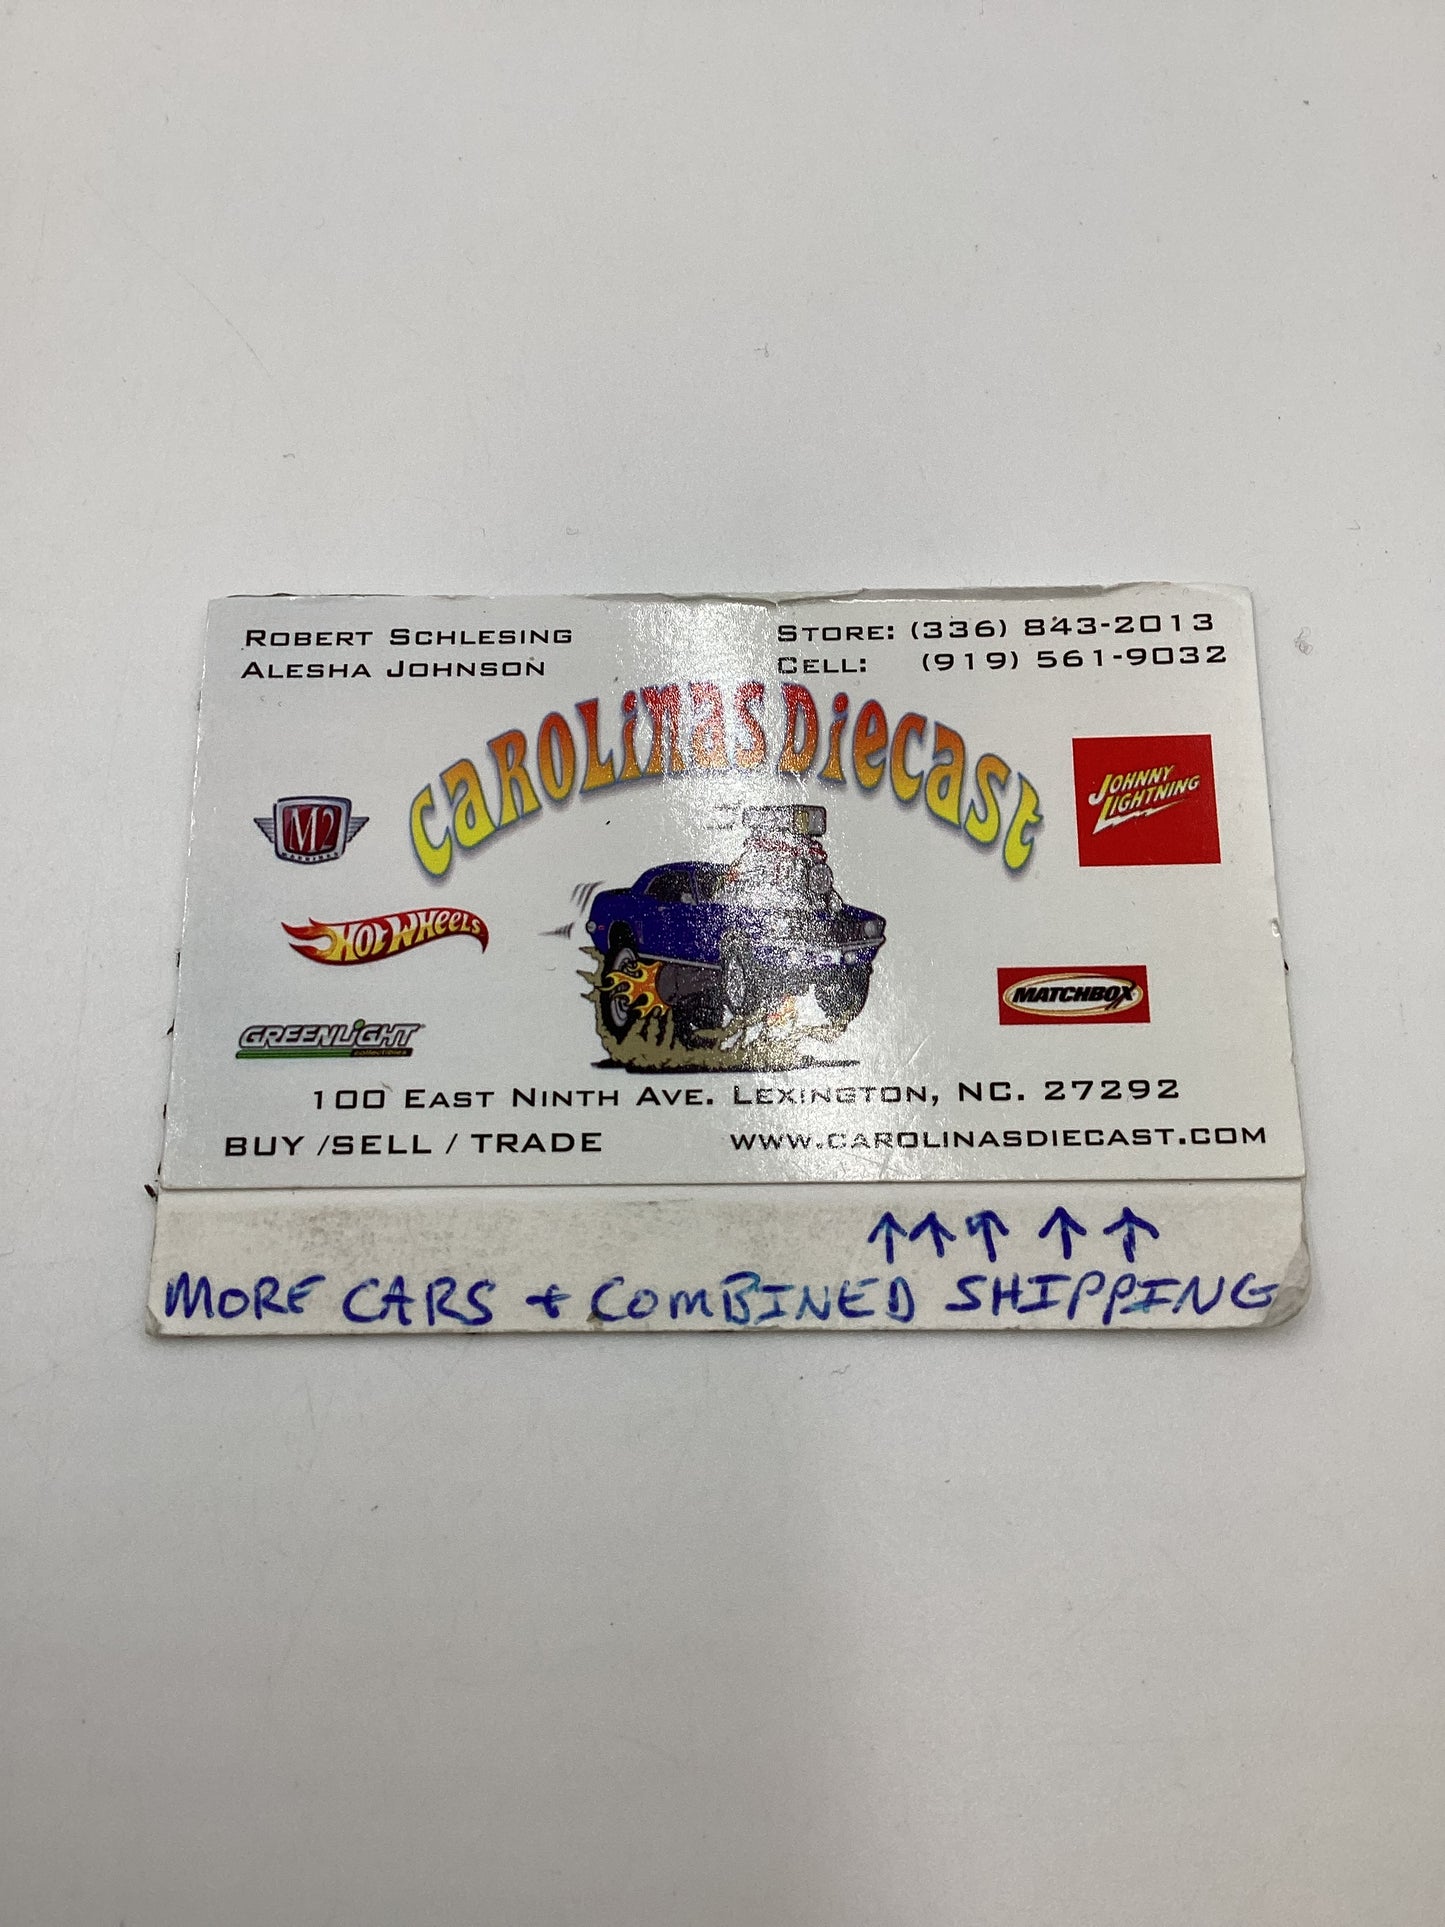 ROBERT SCHLESING
ALESHA JOHNSON
STORE: (336) 843-2013
CELL: (919) 561-9032
CAROLINAS DIECAST
M2
JOHNNY LIGHTNING
HOT WHEELS
MATCHBOX
GREENLIGHT
collectibles
100 EAST NINTH AVE. LEXINGTON, NC. 27292
BUY /SELL / TRADE
WWW.CAROLINASDIECAST.COM
↑↑↑ ↑ ↑
MORE CARS + COMBINED SHIPPING